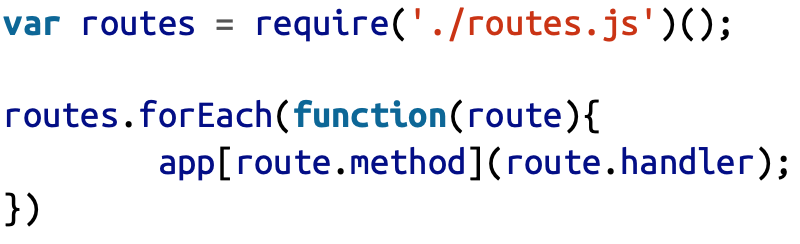 var routes = require('./routes.js')();
routes.forEach(function(route){
app[route.method](route.handler);
})